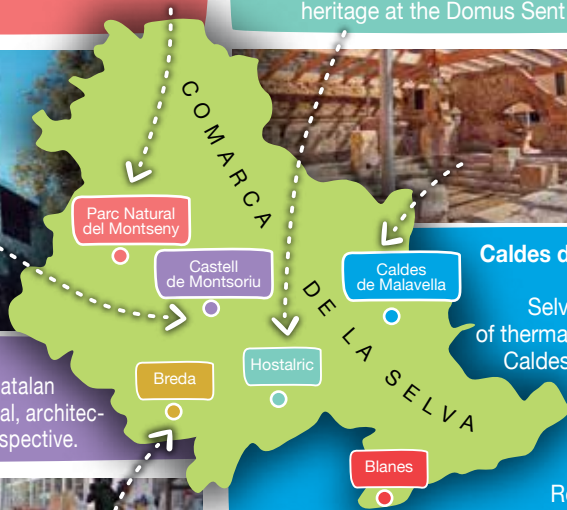 heritage at the Domus Sent
COMARCA
DE LA SELVA
Parc Natural
del Montseny
Castell
de Montsoriu
Caldes
de Malavella
Breda
Hostalric
Blanes
Caldes d
Selv
of therma
Caldes
atalan
al, architec-
spective.
Re